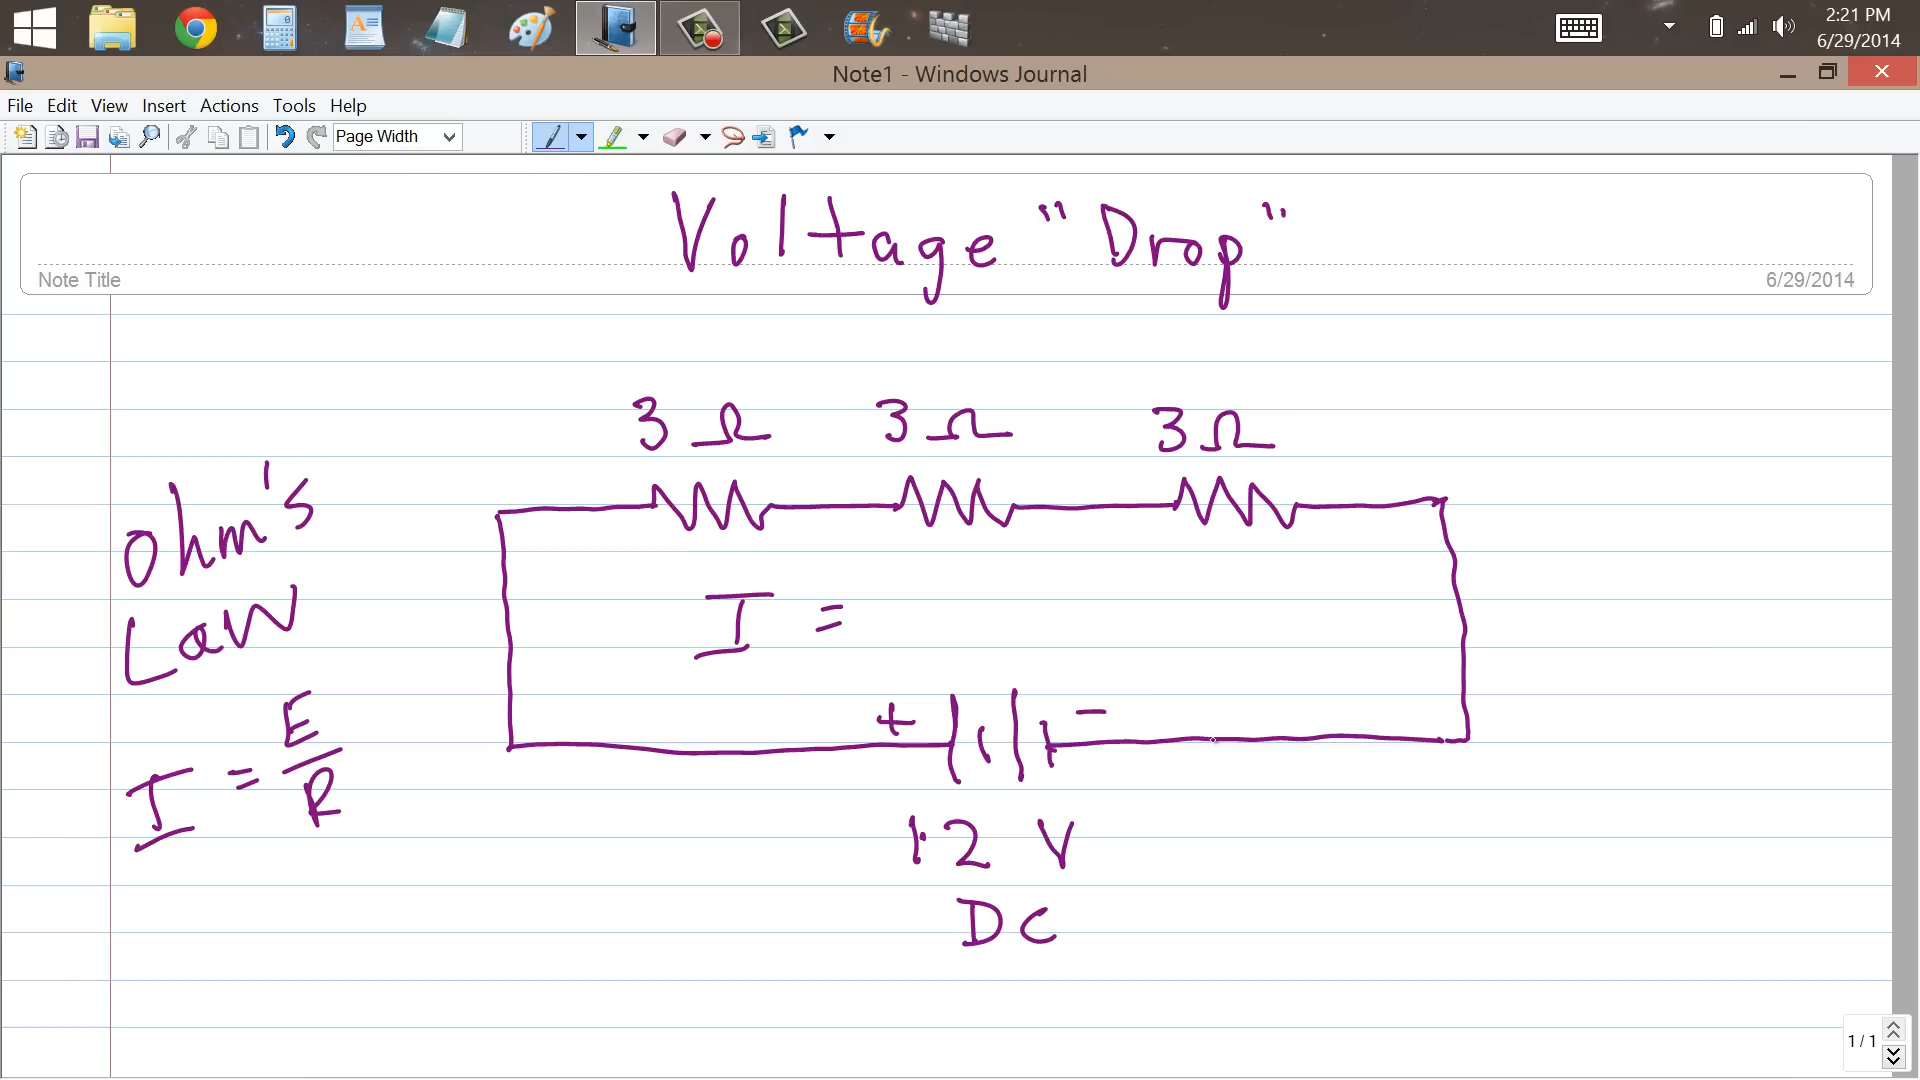 2:21 PM
6/29/2014
Note1 - Windows Journal
File Edit View Insert Actions Tools Help
Page Width
Voltage "Drop"
Note Title
6/29/2014
3 Ω 3 Ω 3 Ω
Ohm's
Law
I = E/R
I =
+ -
12 V
DC
1 / 1